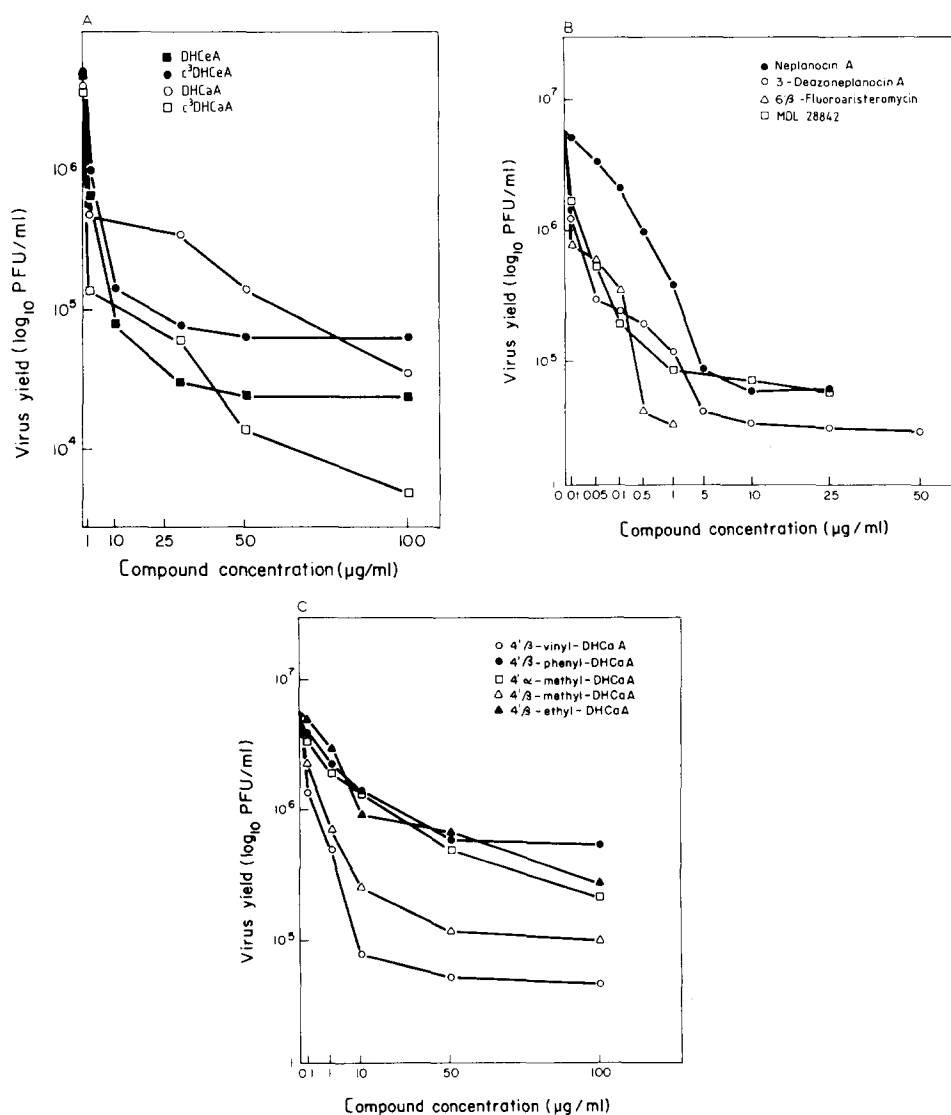 A
DHCeA
c³DHCeA
DHCaA
c³DHCaA
Virus yield (log₁₀ PFU/ml)
10⁶
10⁵
10⁴
1 10 25 50 100
Compound concentration (µg/ml)
B
Neplanocin A
3-Deazaneplanocin A
6'β-Fluoroaristeromycin
MDL 28842
Virus yield (log₁₀ PFU/ml)
10⁷
10⁶
10⁵
1
0 0.01 0.05 0.1 0.5 1 5 10 25 50
Compound concentration (µg/ml)
C
4'β-vinyl-DHCaA
4'β-phenyl-DHCaA
4'α-methyl-DHCaA
4'β-methyl-DHCaA
4'β-ethyl-DHCaA
Virus yield (log₁₀ PFU/ml)
10⁷
10⁶
10⁵
1
0.1 1 10 50 100
Compound concentration (µg/ml)